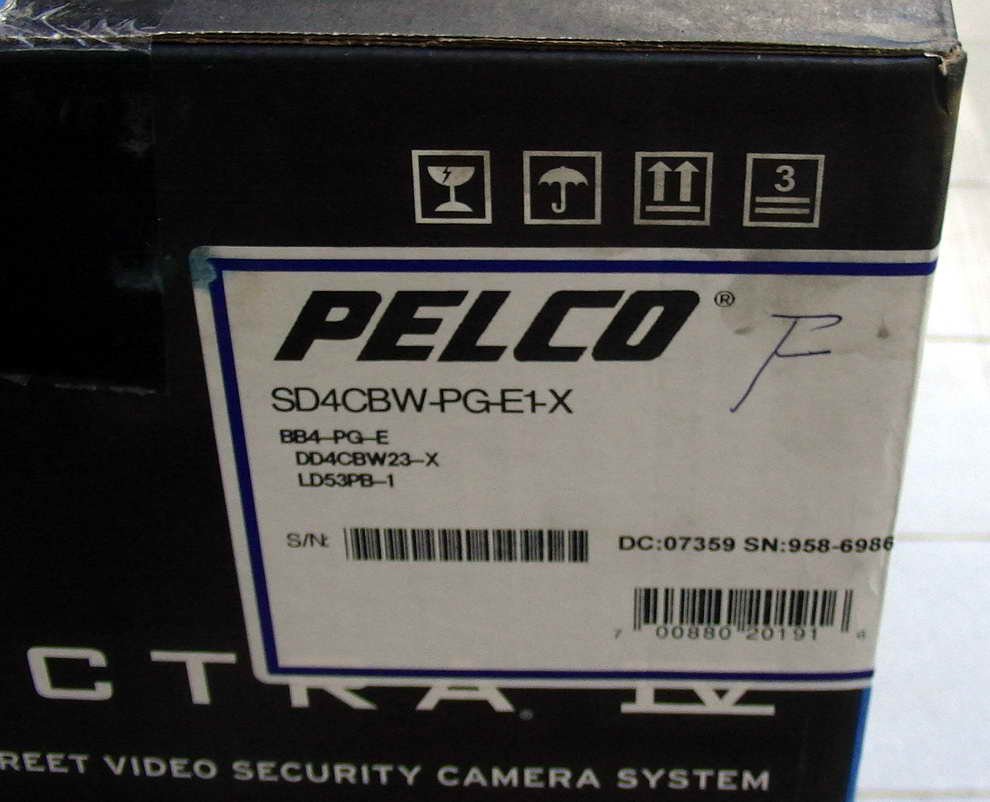 3
PELCO®
F
SD4CBW-PG-E1-X
BB4-PG-E
DD4CBW23-X
LD53PB-1
S/N:
DC:07359 SN:958-6986
7 00880 20191 6
CTRA IV
REET VIDEO SECURITY CAMERA SYSTEM